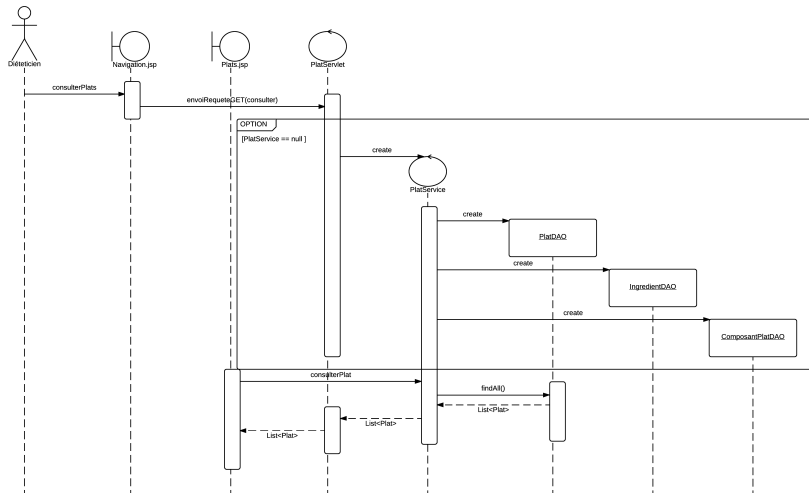 Diéteticien
Navigation.jsp
Plats.jsp
PlatServlet
consulterPlats
envoiRequeteGET(consulter)
OPTION
[PlatService == null ]
create
PlatService
create
PlatDAO
create
IngredientDAO
create
ComposantPlatDAO
consulterPlat
findAll()
List<Plat>
List<Plat>
List<Plat>